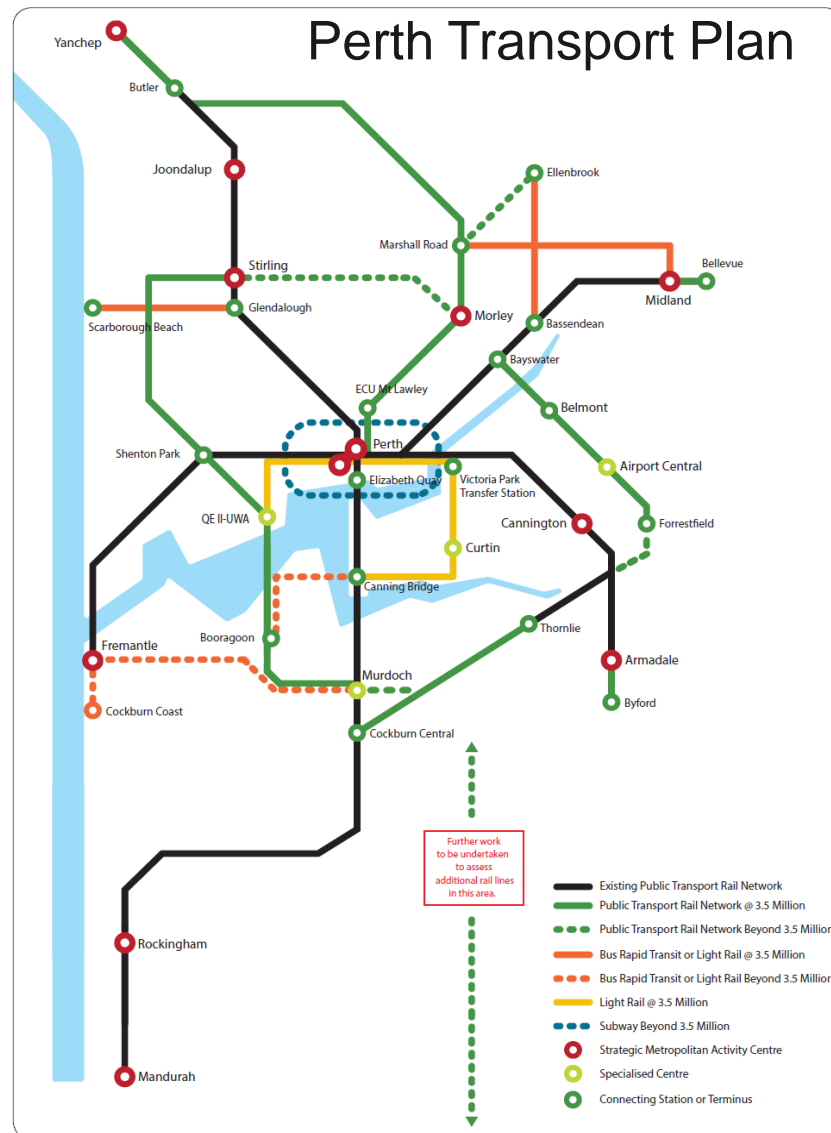 Perth Transport Plan
Yanchep
Butler
Joondalup
Ellenbrook
Marshall Road
Stirling
Bellevue
Midland
Glendalough
Scarborough Beach
Morley
Bassendean
Bayswater
ECU Mt Lawley
Belmont
Perth
Shenton Park
Airport Central
Elizabeth Quay
Victoria Park
Transfer Station
QE II-UWA
Cannington
Forrestfield
Curtin
Canning Bridge
Thornlie
Booragoon
Fremantle
Armadale
Murdoch
Byford
Cockburn Coast
Cockburn Central
Further work
to be undertaken
to assess
additional rail lines
in this area.
Existing Public Transport Rail Network
Public Transport Rail Network @ 3.5 Million
Public Transport Rail Network Beyond 3.5 Million
Bus Rapid Transit or Light Rail @ 3.5 Million
Bus Rapid Transit or Light Rail Beyond 3.5 Million
Light Rail @ 3.5 Million
Subway Beyond 3.5 Million
Strategic Metropolitan Activity Centre
Specialised Centre
Connecting Station or Terminus
Rockingham
Mandurah